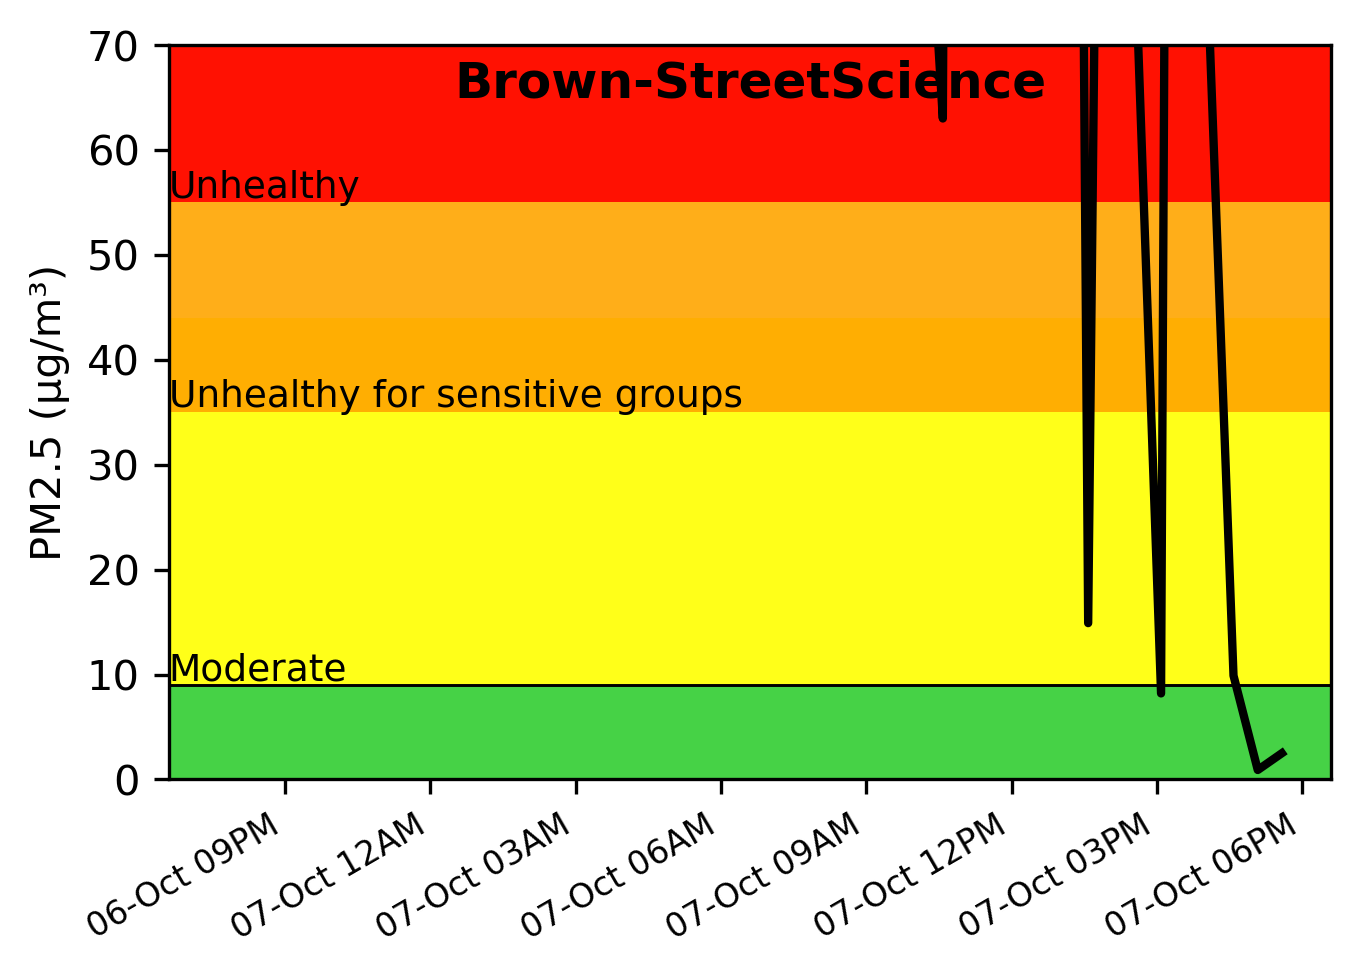 Brown-StreetScience
PM2.5 (µg/m³)
70
60
50
40
30
20
10
0
Unhealthy
Unhealthy for sensitive groups
Moderate
06-Oct 09PM
07-Oct 12AM
07-Oct 03AM
07-Oct 06AM
07-Oct 09AM
07-Oct 12PM
07-Oct 03PM
07-Oct 06PM